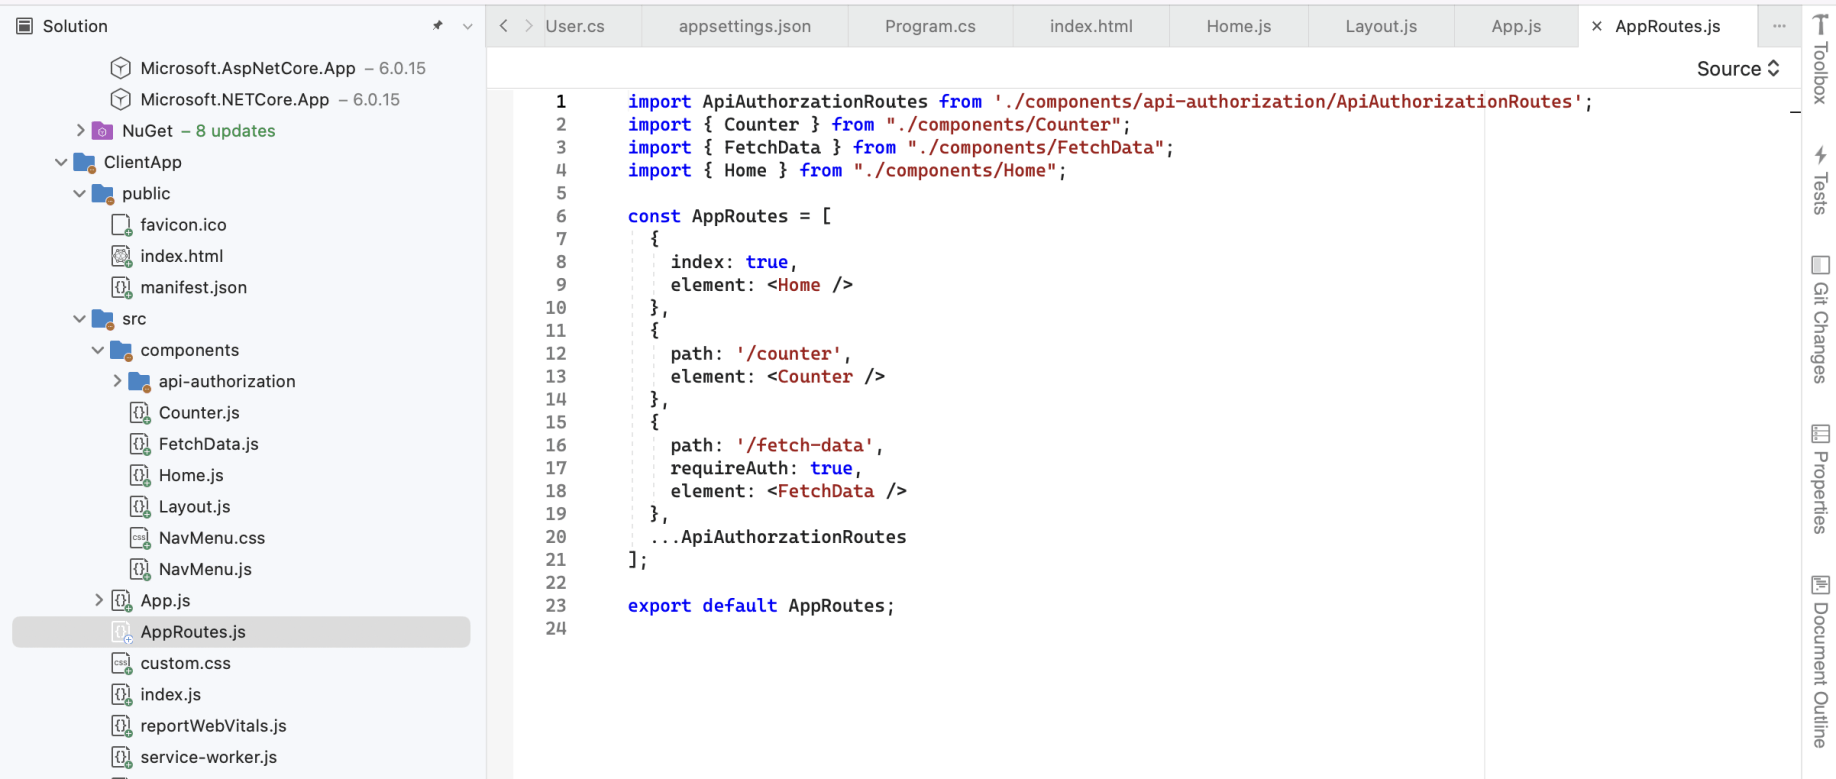 Solution
Microsoft.AspNetCore.App – 6.0.15
Microsoft.NETCore.App – 6.0.15
NuGet – 8 updates
ClientApp
public
favicon.ico
index.html
manifest.json
src
components
api-authorization
Counter.js
FetchData.js
Home.js
Layout.js
NavMenu.css
NavMenu.js
App.js
AppRoutes.js
custom.css
index.js
reportWebVitals.js
service-worker.js
User.cs appsettings.json Program.cs index.html Home.js Layout.js App.js × AppRoutes.js ...
Source
1 import ApiAuthorzationRoutes from './components/api-authorization/ApiAuthorizationRoutes';
2 import { Counter } from "./components/Counter";
3 import { FetchData } from "./components/FetchData";
4 import { Home } from "./components/Home";
5
6 const AppRoutes = [
7 {
8 index: true,
9 element: <Home />
10 },
11 {
12 path: '/counter',
13 element: <Counter />
14 },
15 {
16 path: '/fetch-data',
17 requireAuth: true,
18 element: <FetchData />
19 },
20 ...ApiAuthorzationRoutes
21 ];
22
23 export default AppRoutes;
24
Toolbox
Tests
Git Changes
Properties
Document Outline